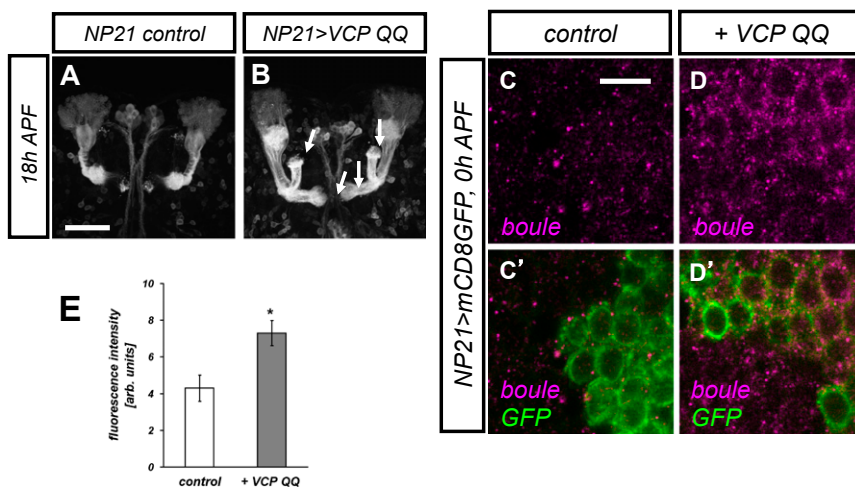 NP21 control
NP21>VCP QQ
18h APF
A
B
control
+ VCP QQ
NP21>mCD8GFP, 0h APF
C
boule
D
boule
C’
boule
GFP
D’
boule
GFP
E
fluorescence intensity
[arb. units]
10
8
6
4
2
0
*
control
+ VCP QQ